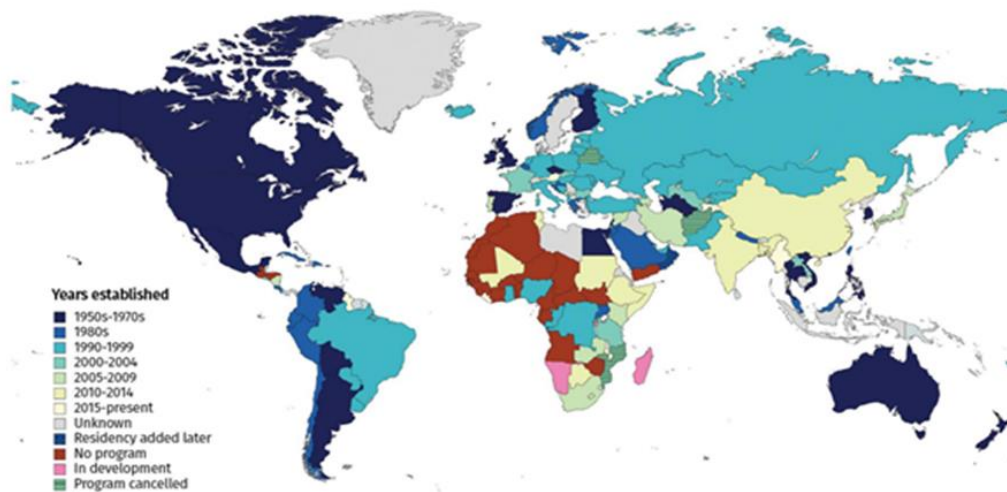 Years established
1950s-1970s
1980s
1990-1999
2000-2004
2005-2009
2010-2014
2015-present
Unknown
Residency added later
No program
In development
Program cancelled